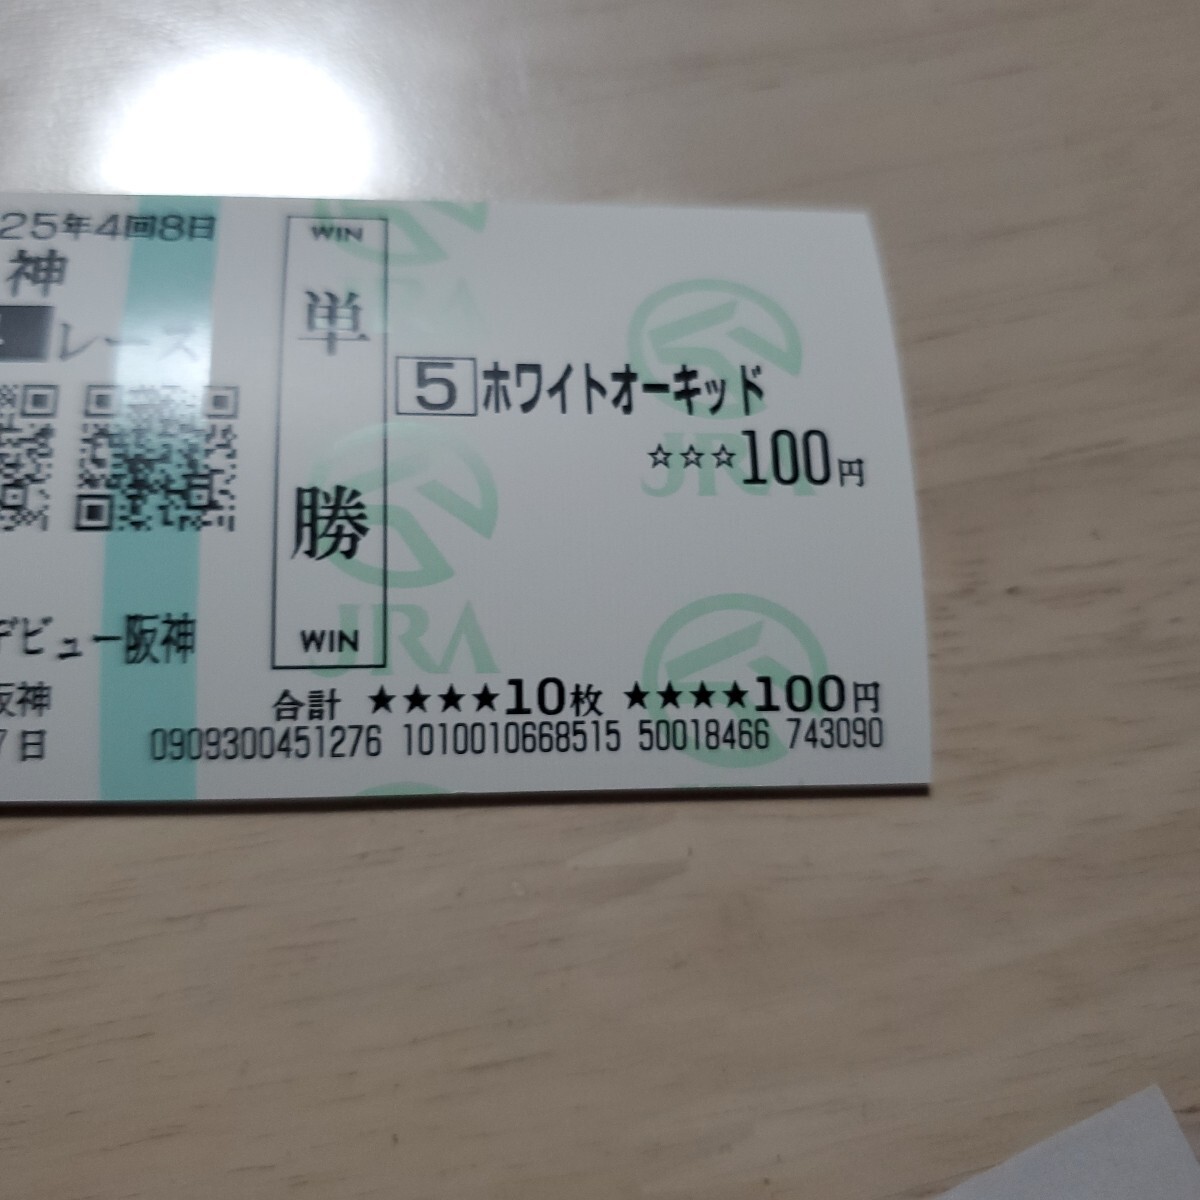 25年4回8日
神
レース
デビュー阪神
阪神
7日
WIN
単勝
WIN
5 ホワイトオーキッド
☆☆☆100円
合計 ★★★★10枚 ★★★★100円
0909300451276 1010010668515 50018466 743090
JRA
JRA
JRA